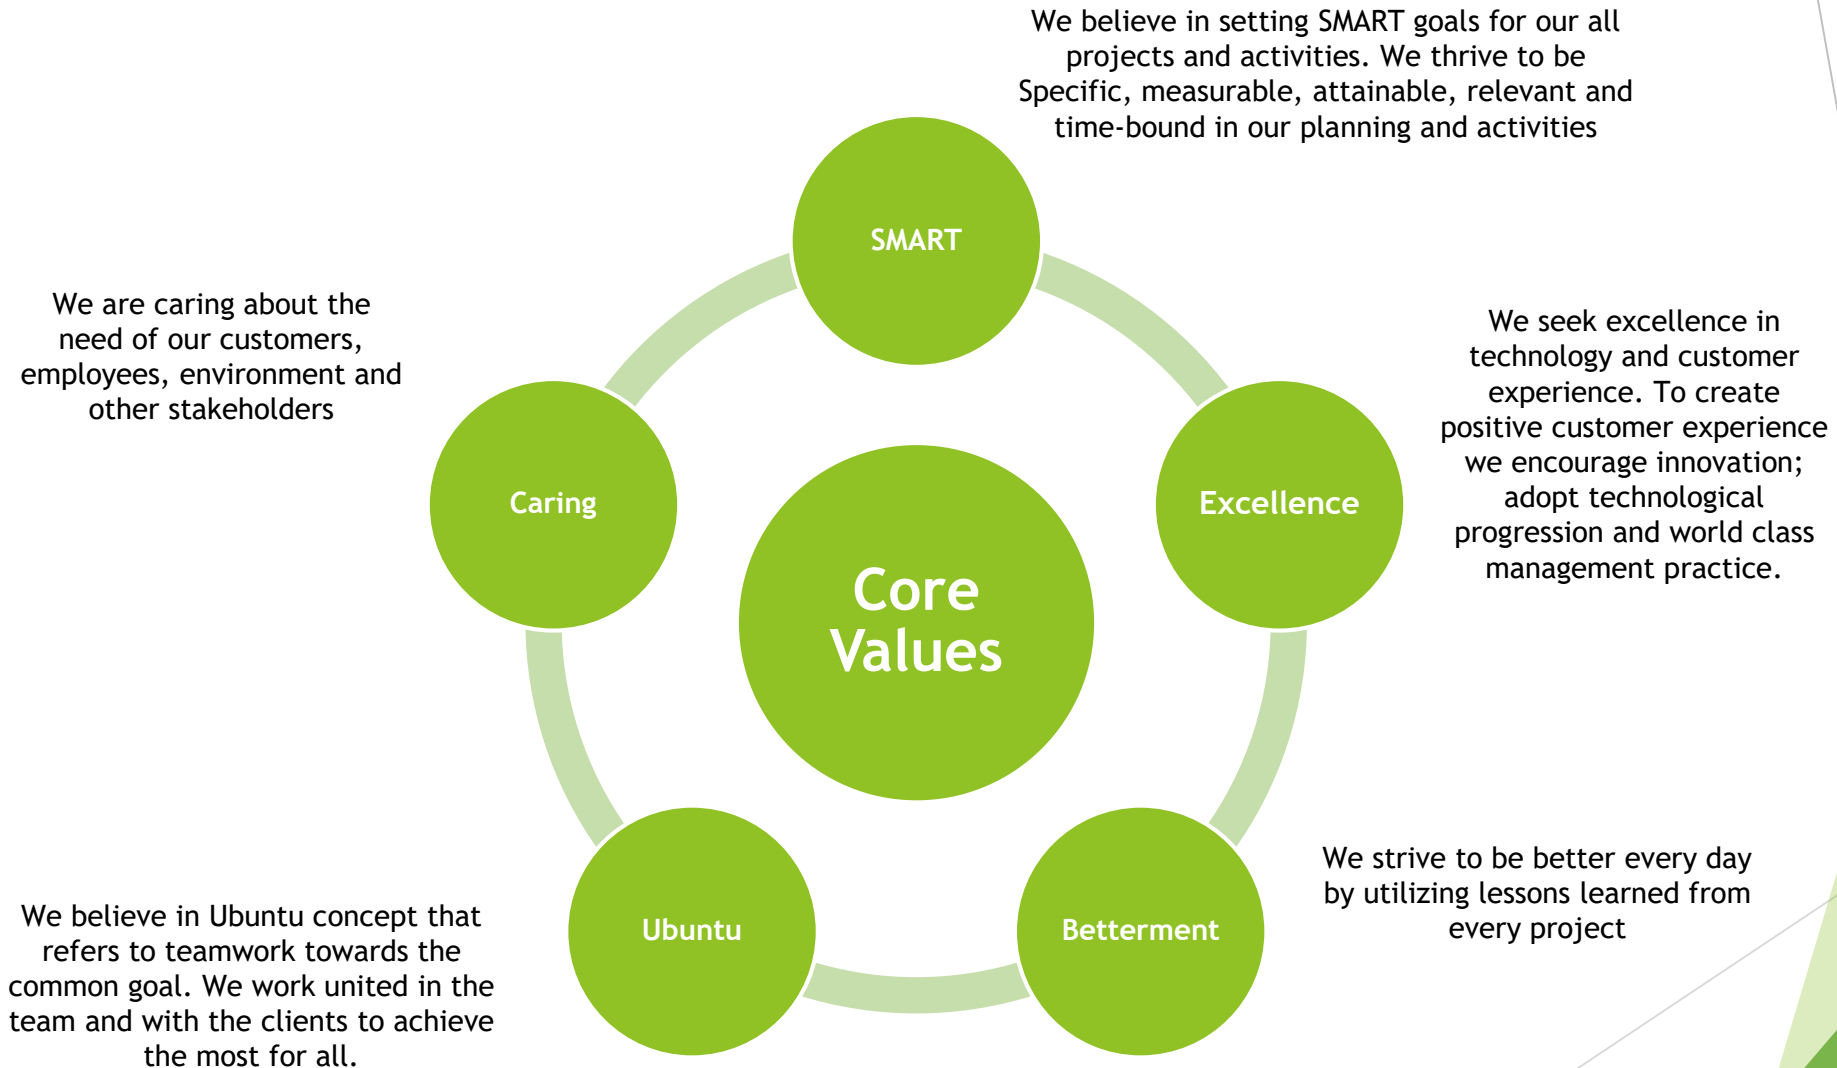 We believe in setting SMART goals for our all
projects and activities. We thrive to be
Specific, measurable, attainable, relevant and
time-bound in our planning and activities
SMART
We are caring about the
need of our customers,
employees, environment and
other stakeholders
Caring
We seek excellence in
technology and customer
experience. To create
positive customer experience
we encourage innovation;
adopt technological
progression and world class
management practice.
Excellence
Core
Values
We strive to be better every day
by utilizing lessons learned from
every project
Betterment
Ubuntu
We believe in Ubuntu concept that
refers to teamwork towards the
common goal. We work united in the
team and with the clients to achieve
the most for all.